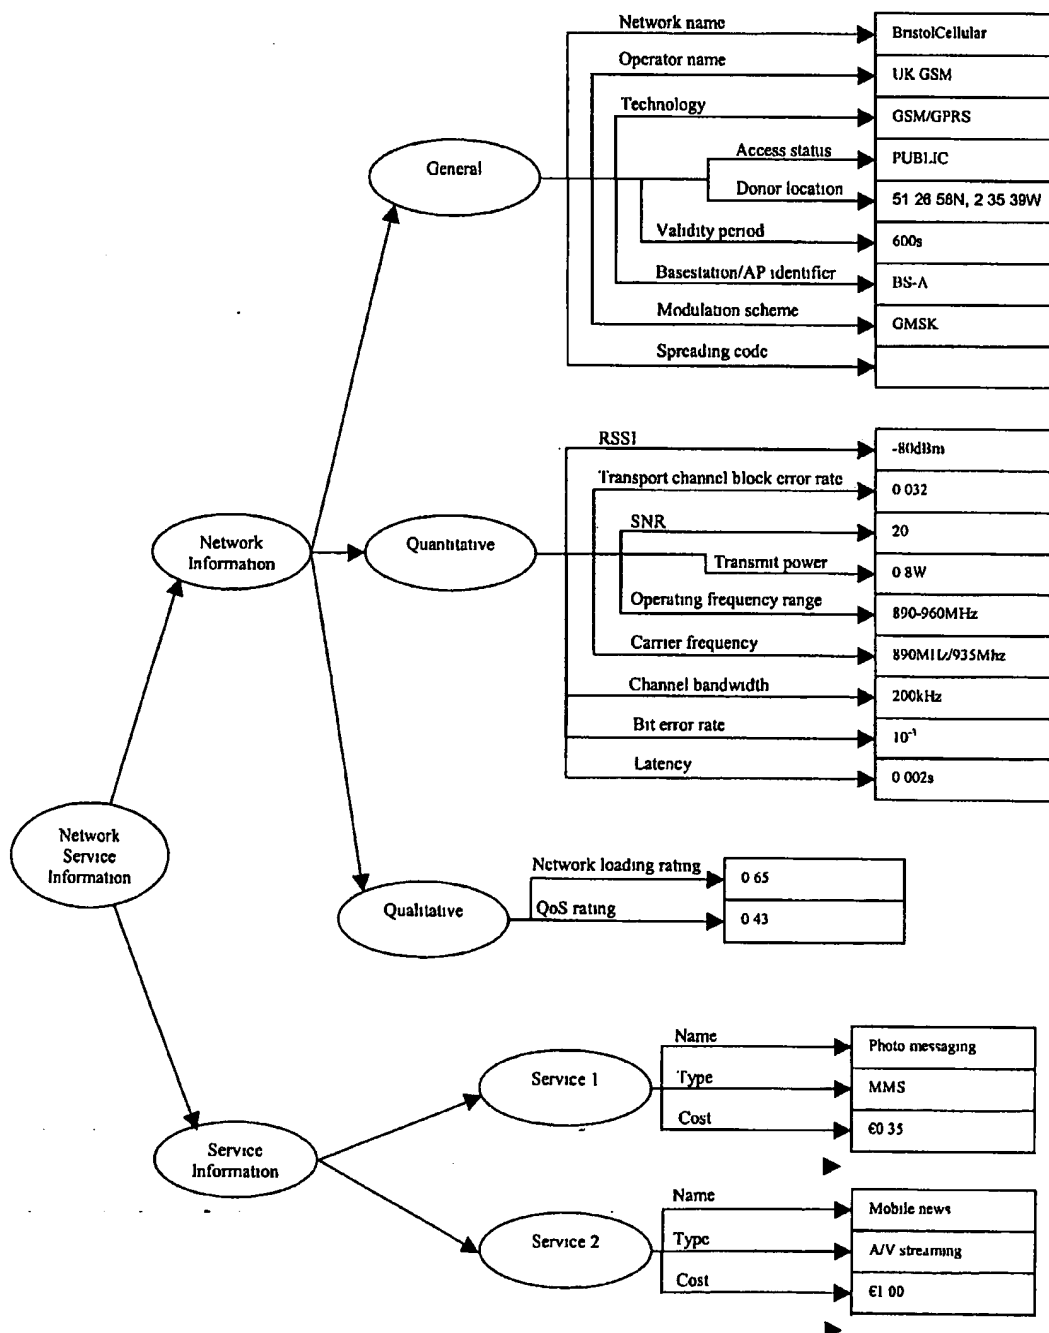 Network name
BristolCellular
Operator name
UK GSM
Technology
GSM/GPRS
Access status
PUBLIC
General
Donor location
51 26 58N, 2 35 39W
Validity period
600s
Basestation/AP identifier
BS-A
Modulation scheme
GMSK
Spreading code
RSSI
-80dBm
Transport channel block error rate
0 032
SNR
20
Network
Information
Quantitative
Transmit power
0 8W
Operating frequency range
890-960MHz
Carrier frequency
890MHz/935Mhz
Channel bandwidth
200kHz
Bit error rate
Latency
0 002s
Network
Service
Information
Network loading rating
0 65
Qualitative
QoS rating
0 43
Name
Photo messaging
Service 1
Type
MMS
Cost
€0 35
Service
Information
Name
Mobile news
Service 2
Type
A/V streaming
Cost
€1 00